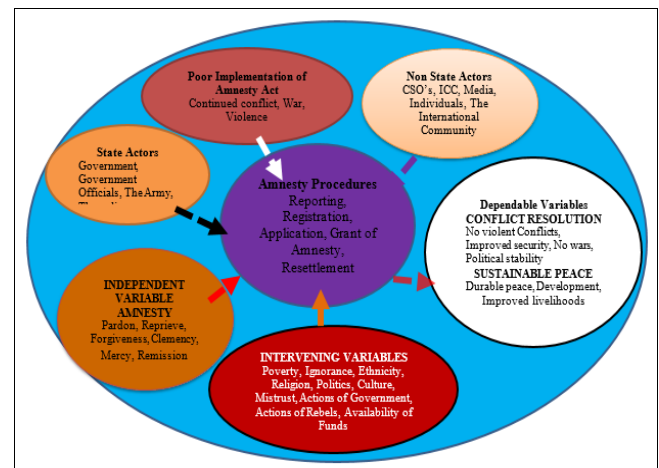 Poor Implementation of
Amnesty Act
Continued conflict, War,
Violence
Non State Actors
CSO's, ICC, Media,
Individuals, The
International
Community
State Actors
Government,
Government
Officials, The Army,
Amnesty Procedures
Reporting,
Registration,
Application, Grant of
Amnesty,
Resettlement
Dependable Variables
CONFLICT RESOLUTION
No violent Conflicts,
Improved security, No wars,
Political stability
SUSTAINABLE PEACE
Durable peace, Development,
Improved livelihoods
INDEPENDENT
VARIABLE
AMNESTY
Pardon, Reprieve,
Forgiveness, Clemency,
Mercy, Remission
INTERVENING VARIABLES
Poverty, Ignorance, Ethnicity,
Religion, Politics, Culture,
Mistrust, Actions of Government,
Actions of Rebels, Availability of
Funds